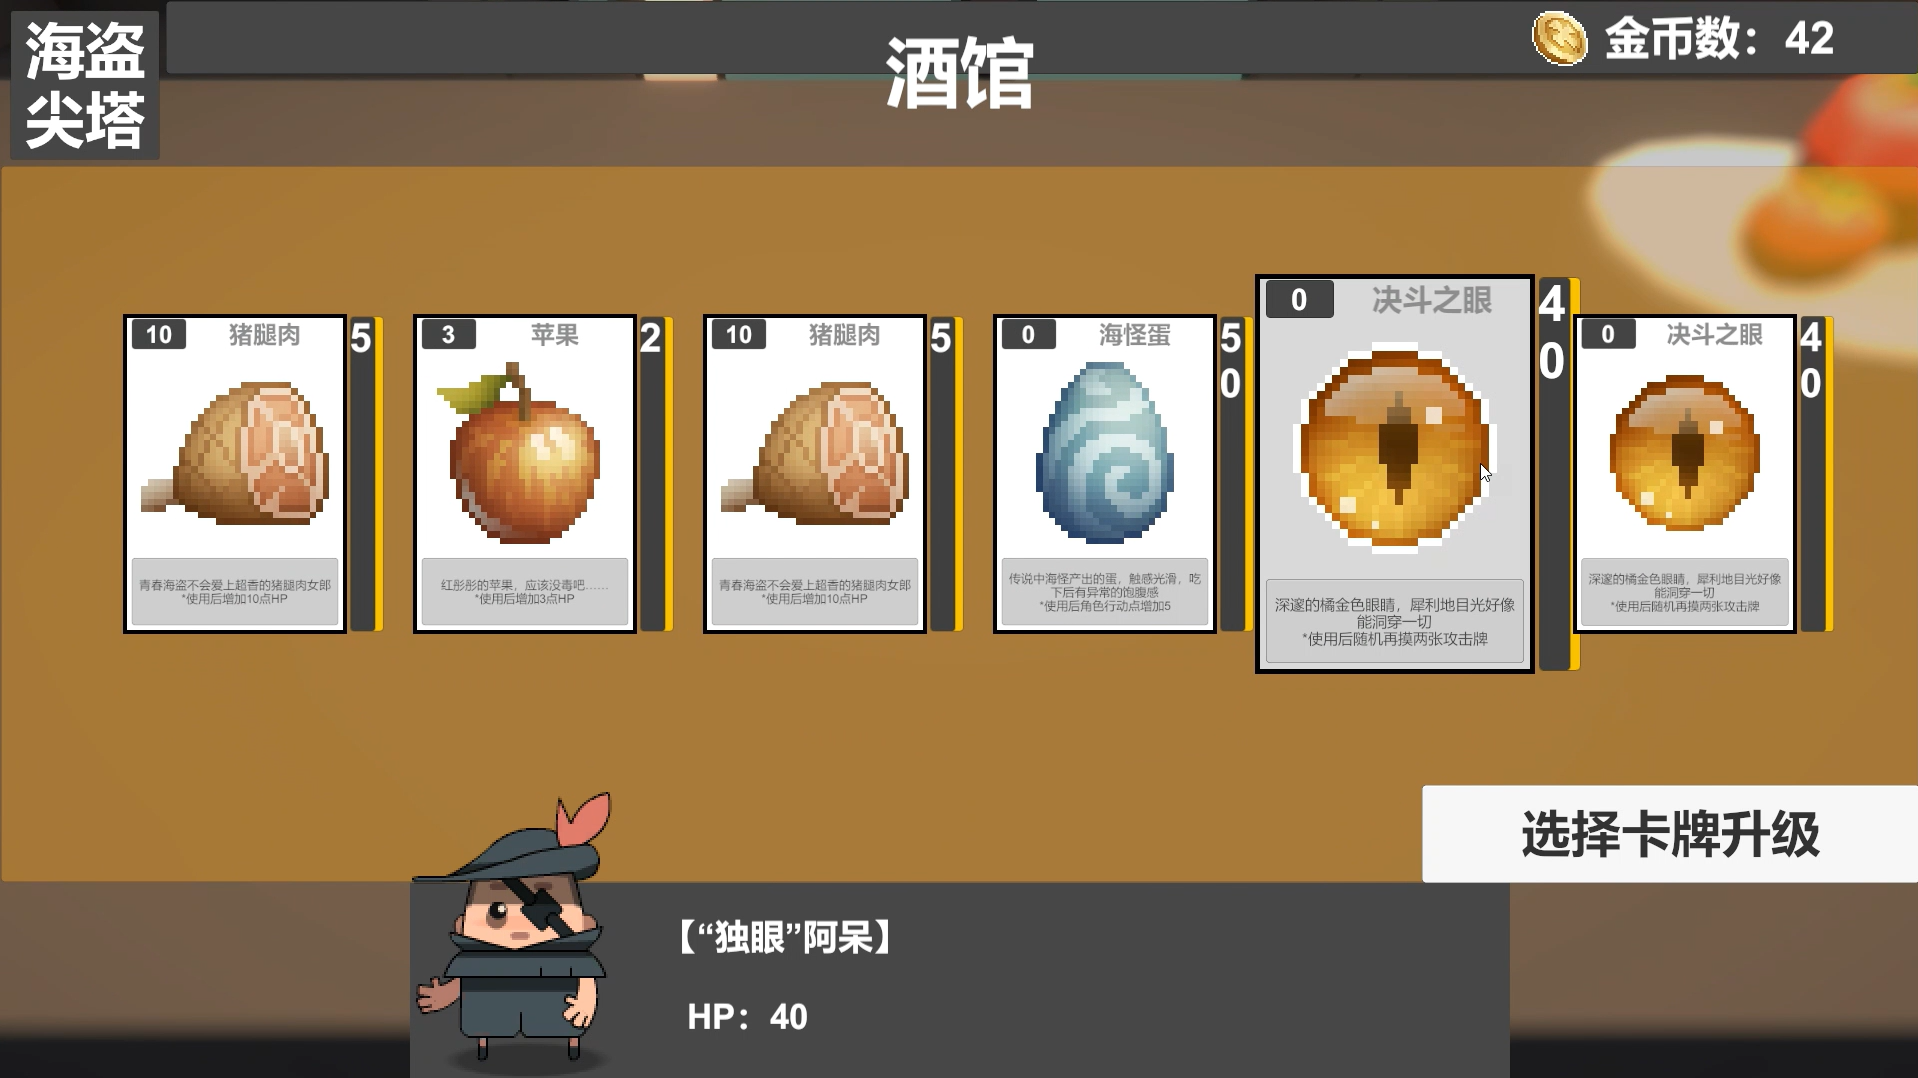 海盗
尖塔
酒馆
金币数：42
10
猪腿肉
5
青春海盗不会爱上超香的猪腿肉女郎
*使用后增加10点HP
3
苹果
2
红彤彤的苹果，应该没毒吧……
*使用后增加3点HP
10
猪腿肉
5
青春海盗不会爱上超香的猪腿肉女郎
*使用后增加10点HP
0
海怪蛋
5
0
传说中海怪产出的蛋，触感光滑，吃
下后有异常的饱腹感
*使用后角色行动点增加5
0
决斗之眼
4
0
深邃的橘金色眼睛，犀利地目光好像
能洞穿一切
*使用后随机再摸两张攻击牌
0
决斗之眼
4
0
深邃的橘金色眼睛，犀利地目光好像
能洞穿一切
*使用后随机再摸两张攻击牌
选择卡牌升级
【“独眼”阿呆】
HP：40